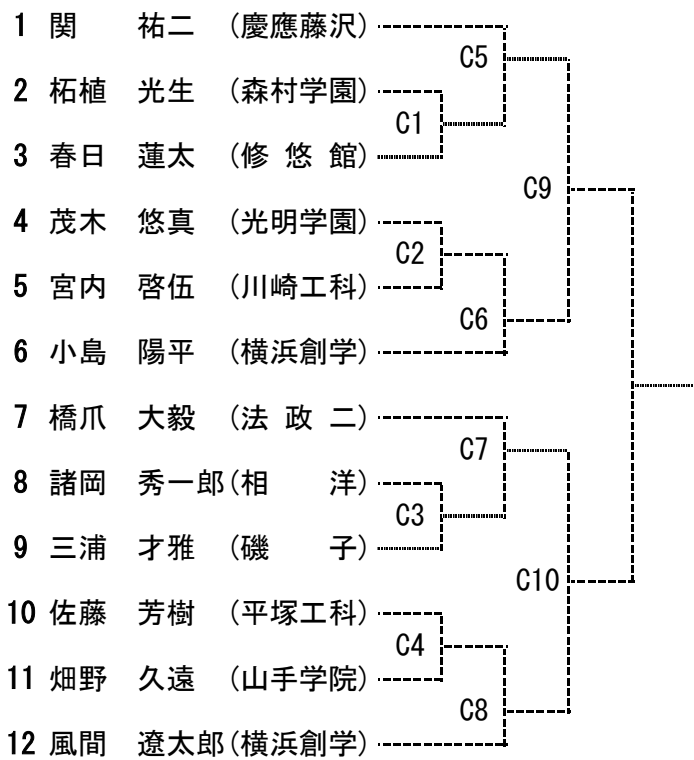 1 関　祐二 (慶應藤沢)
C5
2 柘植　光生 (森村学園)
C1
3 春日　蓮太 (修 悠 館)
C9
4 茂木　悠真 (光明学園)
C2
5 宮内　啓伍 (川崎工科)
C6
6 小島　陽平 (横浜創学)
7 橋爪　大毅 (法 政 二)
C7
8 諸岡　秀一郎(相　洋)
C3
9 三浦　才雅 (磯　子)
C10
10 佐藤　芳樹 (平塚工科)
C4
11 畑野　久遠 (山手学院)
C8
12 風間　遼太郎(横浜創学)